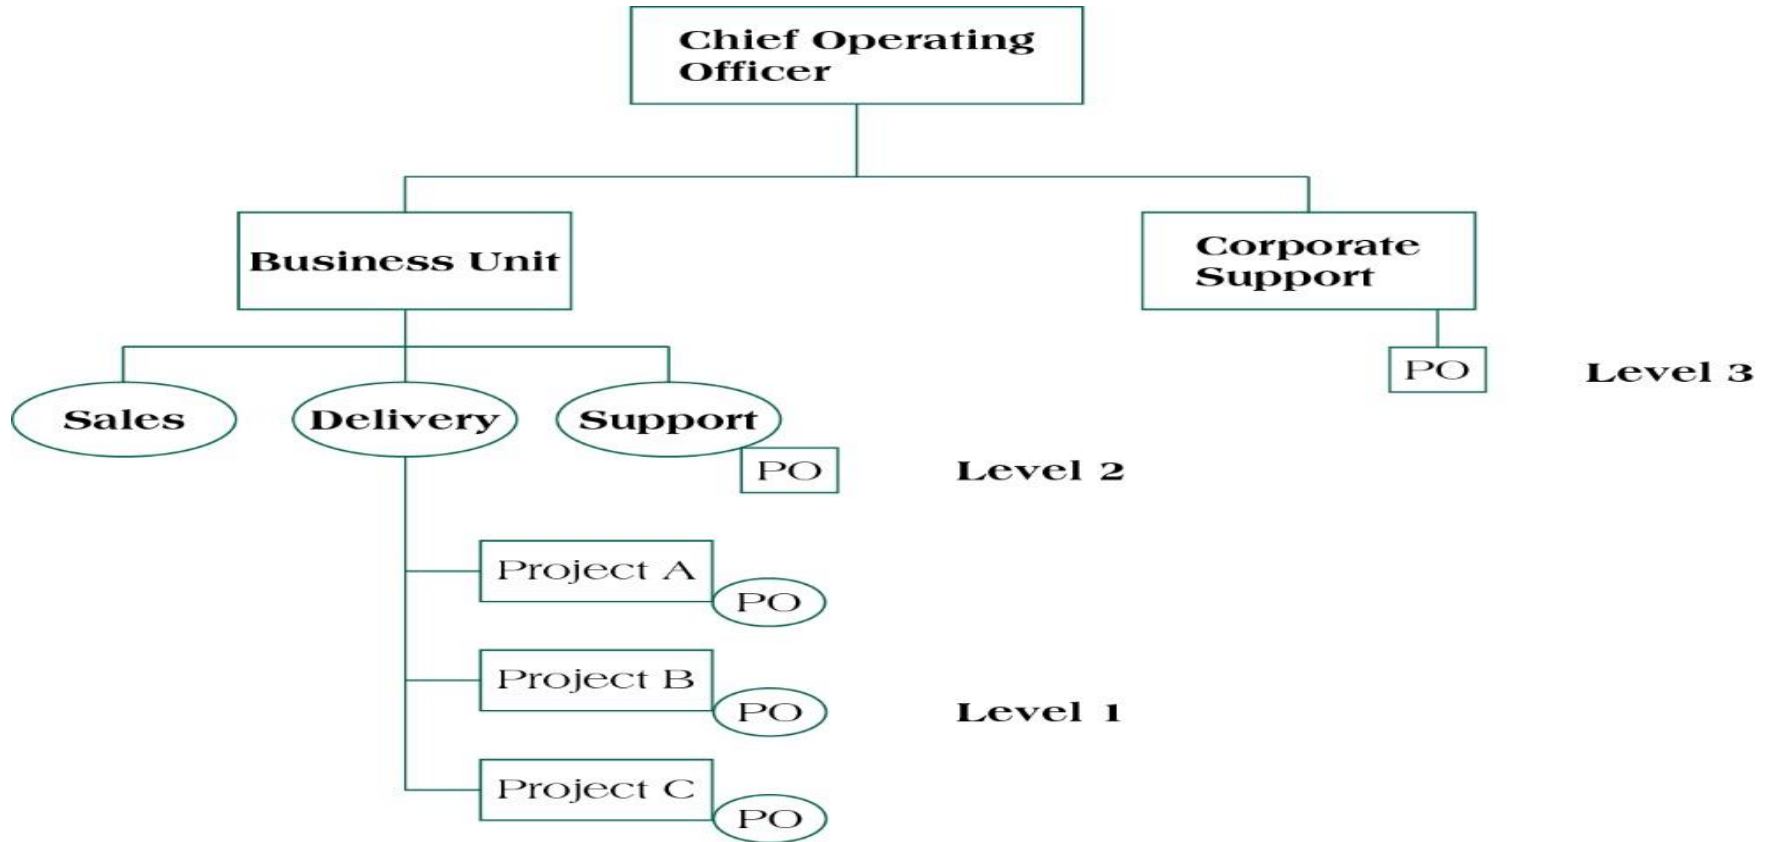 Chief Operating
Officer
Business Unit
Corporate
Support
PO
Level 3
Sales
Delivery
Support
PO
Level 2
Project A
PO
Project B
PO
Level 1
Project C
PO